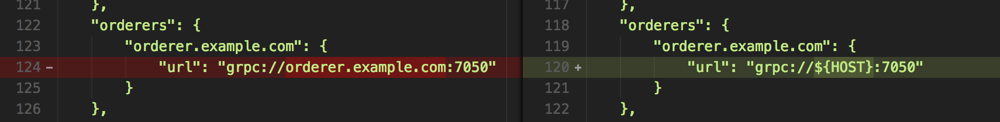 121 },
122 "orderers": {
123 "orderer.example.com": {
124 - "url": "grpc://orderer.example.com:7050"
125 }
126 },
117 },
118 "orderers": {
119 "orderer.example.com": {
120 + "url": "grpc://${HOST}:7050"
121 }
122 },